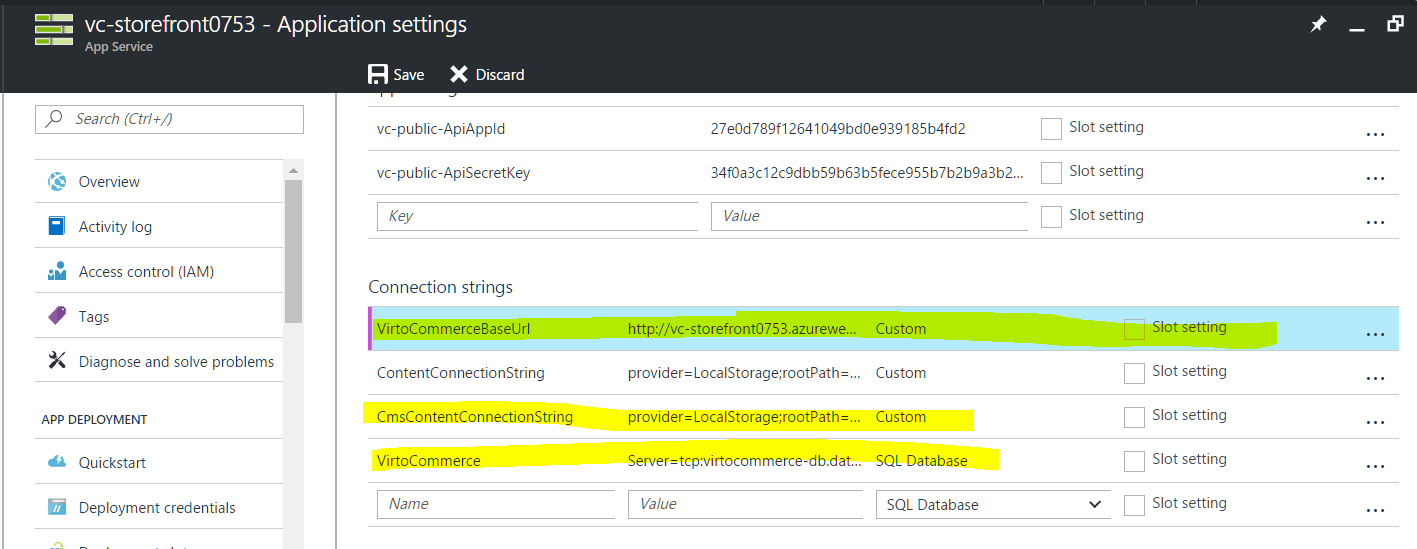 vc-storefront0753 - Application settings
App Service
Save Discard
Search (Ctrl+/)
Overview
Activity log
Access control (IAM)
Tags
Diagnose and solve problems
APP DEPLOYMENT
Quickstart
Deployment credentials
vc-public-ApiAppId 27e0d789f12641049bd0e939185b4fd2 Slot setting ...
vc-public-ApiSecretKey 34f0a3c12c9dbb59b63b5fece955b7b2b9a3b2... Slot setting ...
Key Value Slot setting ...
Connection strings
VirtoCommerceBaseUrl http://vc-storefront0753.azurewe... Custom Slot setting ...
ContentConnectionString provider=LocalStorage;rootPath=... Custom Slot setting ...
CmsContentConnectionString provider=LocalStorage;rootPath=... Custom Slot setting ...
VirtoCommerce Server=tcp:virtocommerce-db.dat... SQL Database Slot setting ...
Name Value SQL Database Slot setting ...